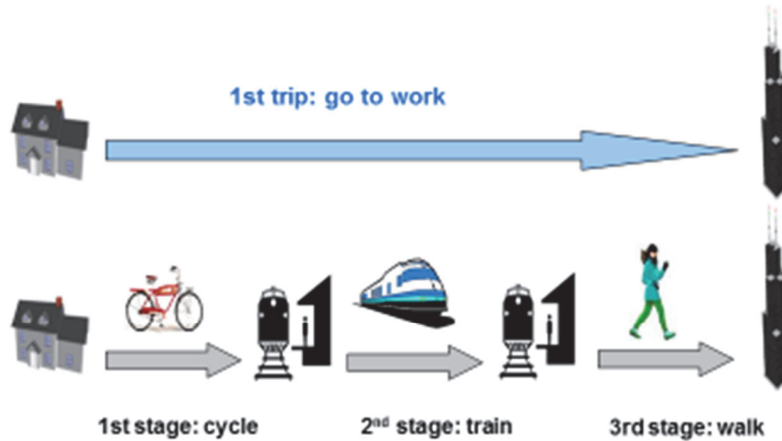 1st trip: go to work
1st stage: cycle
2nd stage: train
3rd stage: walk